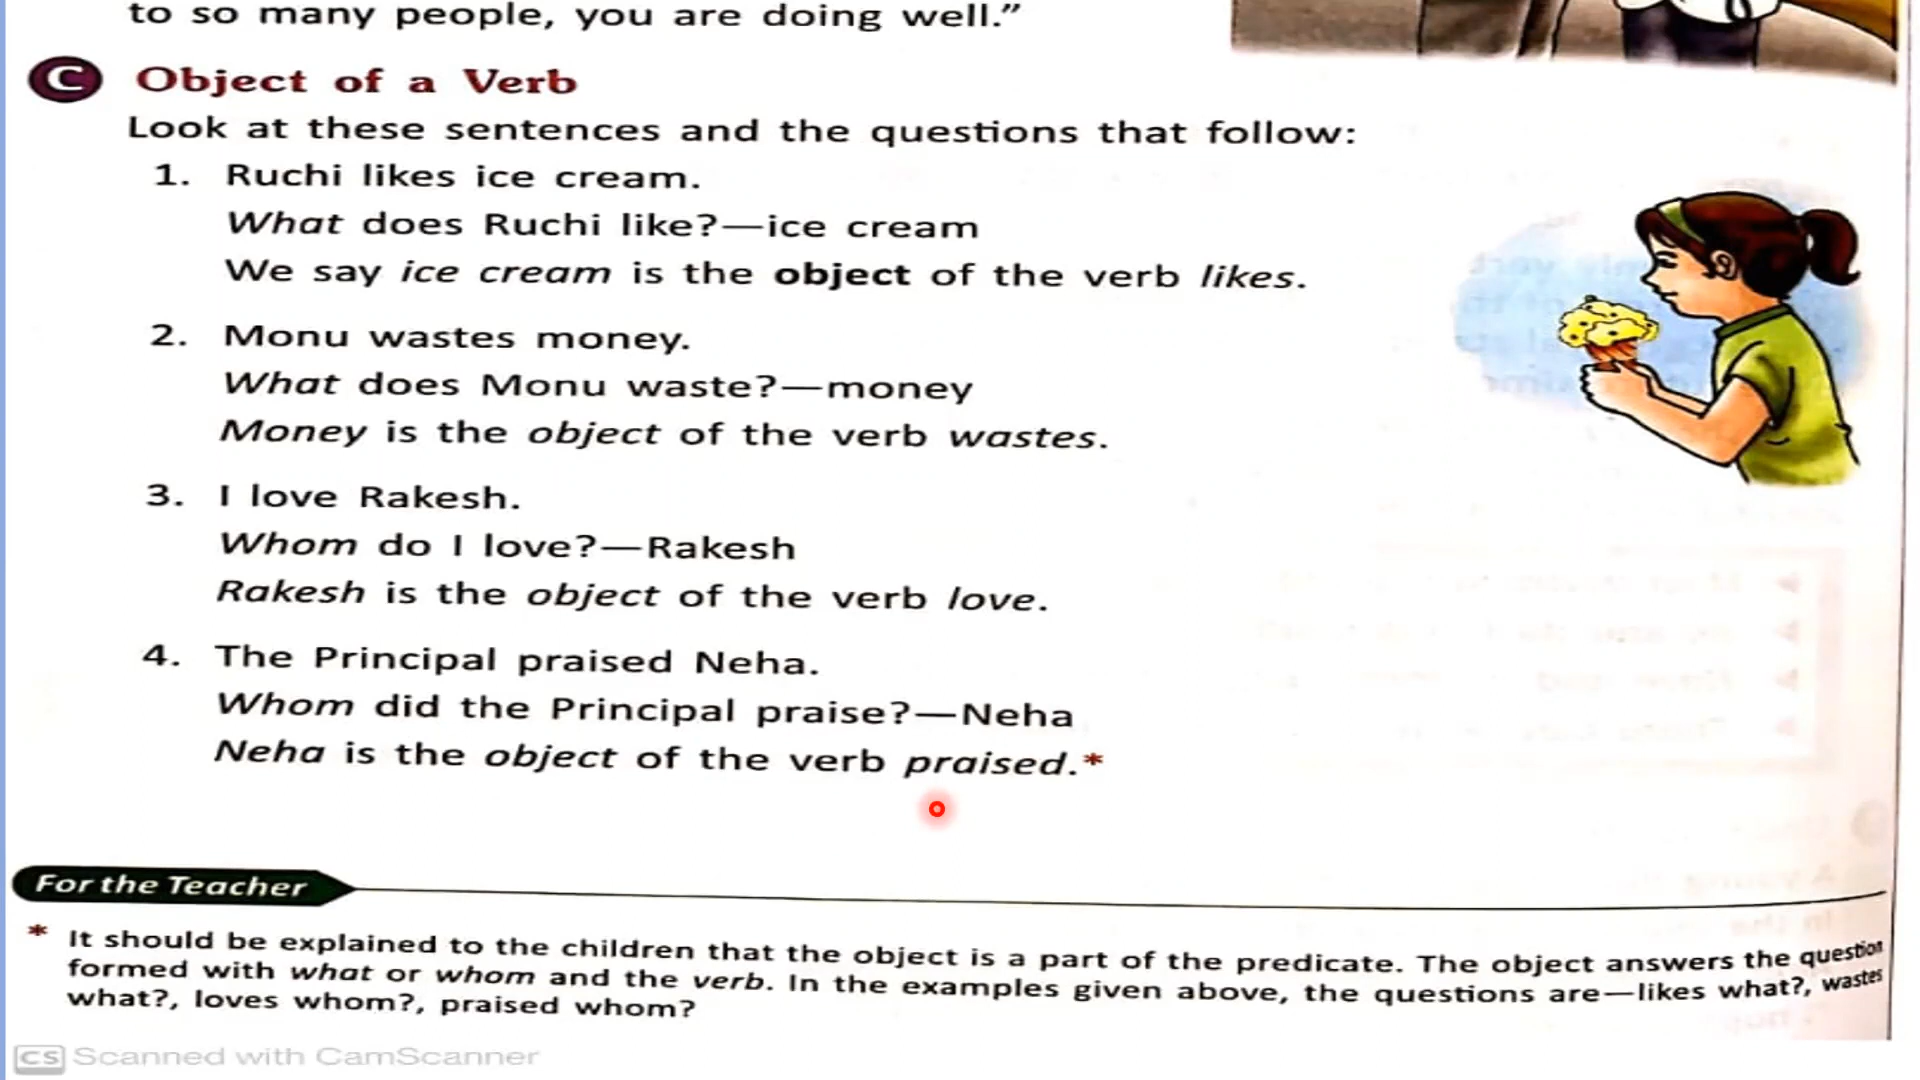 to so many people, you are doing well.”
C Object of a Verb
Look at these sentences and the questions that follow:
1. Ruchi likes ice cream.
What does Ruchi like?—ice cream
We say ice cream is the object of the verb likes.
2. Monu wastes money.
What does Monu waste?—money
Money is the object of the verb wastes.
3. I love Rakesh.
Whom do I love?—Rakesh
Rakesh is the object of the verb love.
4. The Principal praised Neha.
Whom did the Principal praise?—Neha
Neha is the object of the verb praised.*
For the Teacher
* It should be explained to the children that the object is a part of the predicate. The object answers the question
formed with what or whom and the verb. In the examples given above, the questions are—likes what?, wastes
what?, loves whom?, praised whom?
CS Scanned with CamScanner